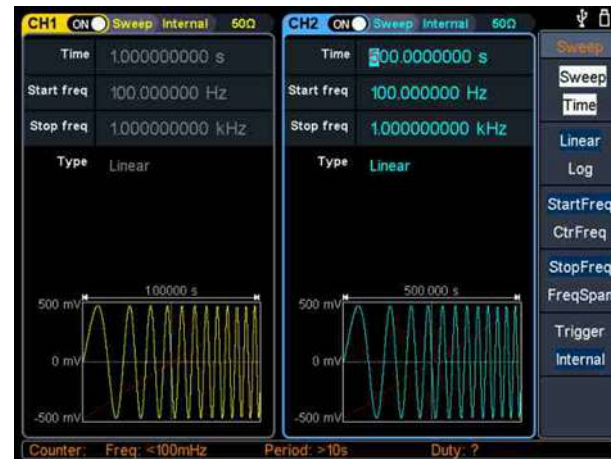 CH1 ON Sweep Internal 50Ω
Time 1.000000000 s
Start freq 100.000000 Hz
Stop freq 1.000000000 kHz
Type Linear
1.00000 s
500 mV
0 mV
-500 mV
CH2 ON Sweep Internal 50Ω
Time 500.0000000 s
Start freq 100.000000 Hz
Stop freq 1.000000000 kHz
Type Linear
500.000 s
500 mV
0 mV
-500 mV
Sweep
Sweep
Time
Linear
Log
StartFreq
CtrFreq
StopFreq
FreqSpan
Trigger
Internal
Counter: Freq: <100mHz Period: >10s Duty: ?